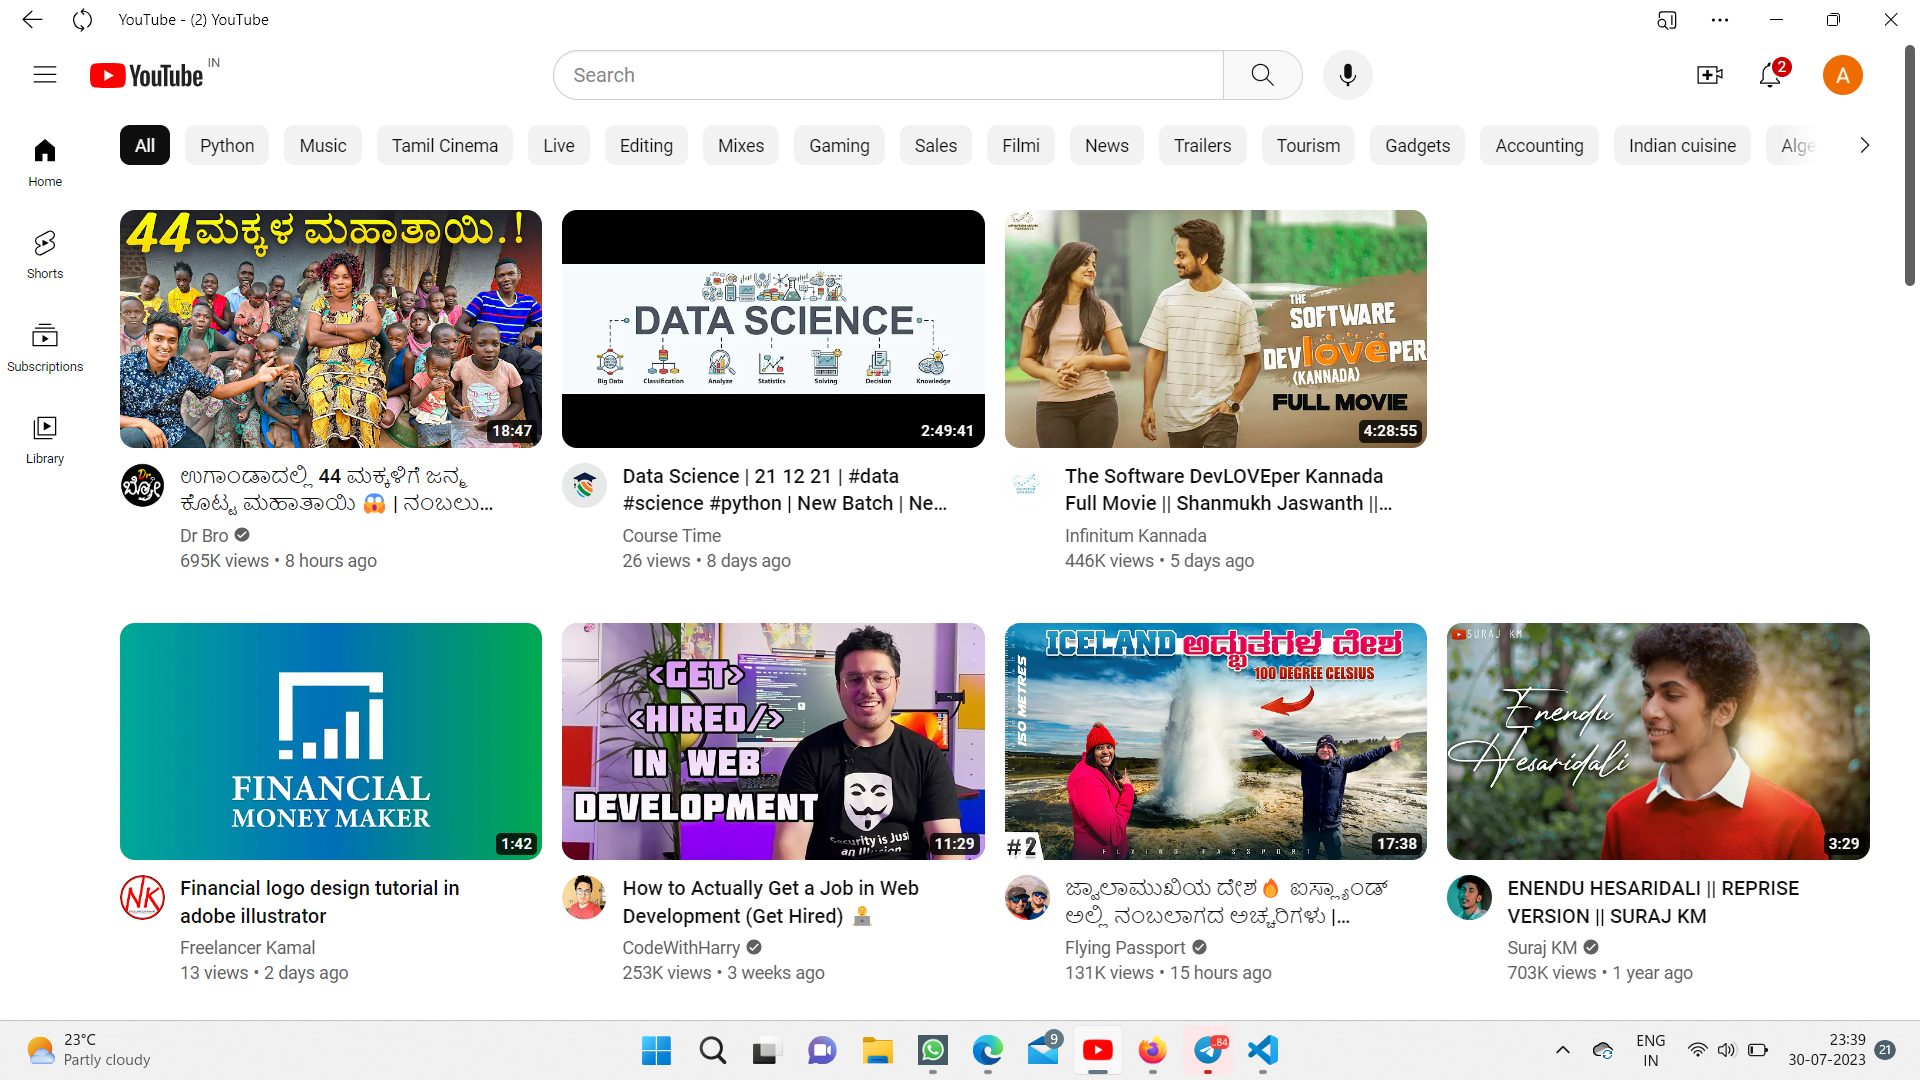 YouTube - (2) YouTube
YouTube IN
Search
2
A
All
Python
Music
Tamil Cinema
Live
Editing
Mixes
Gaming
Sales
Filmi
News
Trailers
Tourism
Gadgets
Accounting
Indian cuisine
Alge
Home
Shorts
Subscriptions
Library
44 ಮಕ್ಕಳ ಮಹಾತಾಯಿ.!
18:47
ಉಗಾಂಡಾದಲ್ಲಿ 44 ಮಕ್ಕಳಿಗೆ ಜನ್ಮ
ಕೊಟ್ಟ ಮಹಾತಾಯಿ 😱 | ನಂಬಲು...
Dr Bro
695K views • 8 hours ago
DATA SCIENCE
Big Data
Classification
Analyze
Statistics
Solving
Decision
Knowledge
2:49:41
Data Science | 21 12 21 | #data
#science #python | New Batch | Ne...
Course Time
26 views • 8 days ago
THE
SOFTWARE
DEVlovePER
(KANNADA)
FULL MOVIE
4:28:55
The Software DevLOVEper Kannada
Full Movie || Shanmukh Jaswanth ||...
Infinitum Kannada
446K views • 5 days ago
FINANCIAL
MONEY MAKER
1:42
NK
Financial logo design tutorial in
adobe illustrator
Freelancer Kamal
13 views • 2 days ago
<GET>
<HIRED/>
IN WEB
DEVELOPMENT
Security is Just
an Illusion
11:29
How to Actually Get a Job in Web
Development (Get Hired) 🧑‍💻
CodeWithHarry
253K views • 3 weeks ago
ICELAND ಅದ್ಭುತಗಳ ದೇಶ
100 DEGREE CELSIUS
ISO METRES
#2
FLYING PASSPORT
17:38
ಜ್ವಾಲಾಮುಖಿಯ ದೇಶ🔥 ಐಸ್ಲ್ಯಾಂಡ್
ಅಲ್ಲಿ ನಂಬಲಾಗದ ಅಚ್ಚರಿಗಳು |...
Flying Passport
131K views • 15 hours ago
SURAJ KM
Enendu
Hesaridali
3:29
ENENDU HESARIDALI || REPRISE
VERSION || SURAJ KM
Suraj KM
703K views • 1 year ago
23°C
Partly cloudy
9
84
ENG
IN
23:39
30-07-2023
21